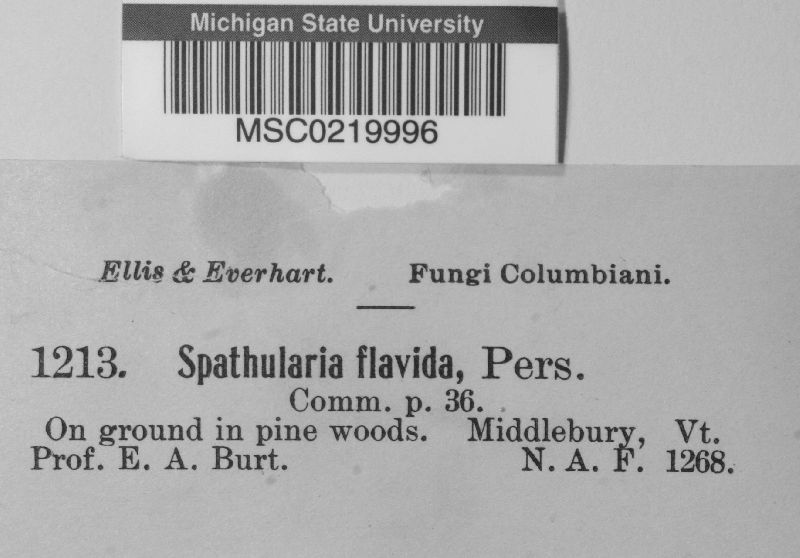 Michigan State University
MSC0219996
Ellis & Everhart. Fungi Columbiani.
1213. Spathularia flavida, Pers.
Comm. p. 36.
On ground in pine woods. Middlebury, Vt.
Prof. E. A. Burt. N. A. F. 1268.